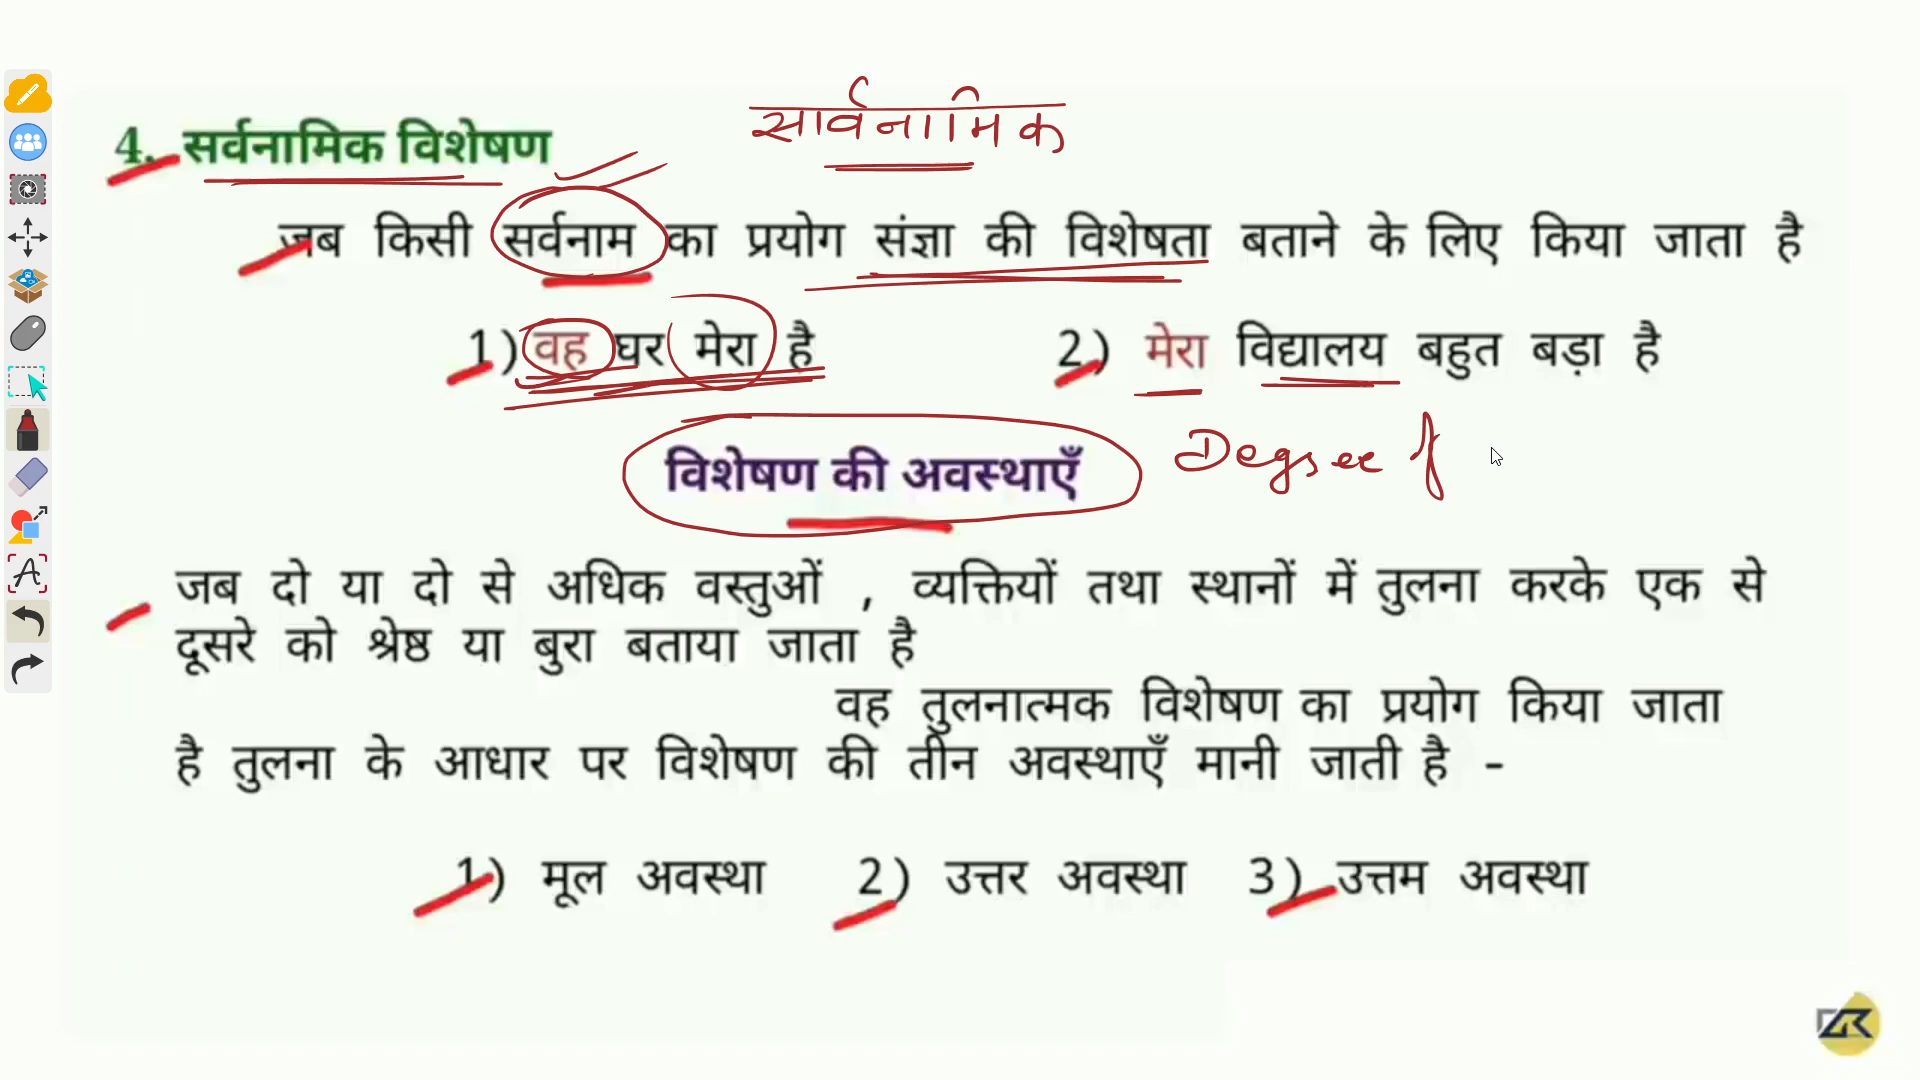 सार्वनामिक
4. सर्वनामिक विशेषण
जब किसी सर्वनाम का प्रयोग संज्ञा की विशेषता बताने के लिए किया जाता है
1) वह घर मेरा है 2) मेरा विद्यालय बहुत बड़ा है
विशेषण की अवस्थाएँ Degree of
जब दो या दो से अधिक वस्तुओं , व्यक्तियों तथा स्थानों में तुलना करके एक से
दूसरे को श्रेष्ठ या बुरा बताया जाता है
वह तुलनात्मक विशेषण का प्रयोग किया जाता
है तुलना के आधार पर विशेषण की तीन अवस्थाएँ मानी जाती है -
1) मूल अवस्था 2) उत्तर अवस्था 3) उत्तम अवस्था